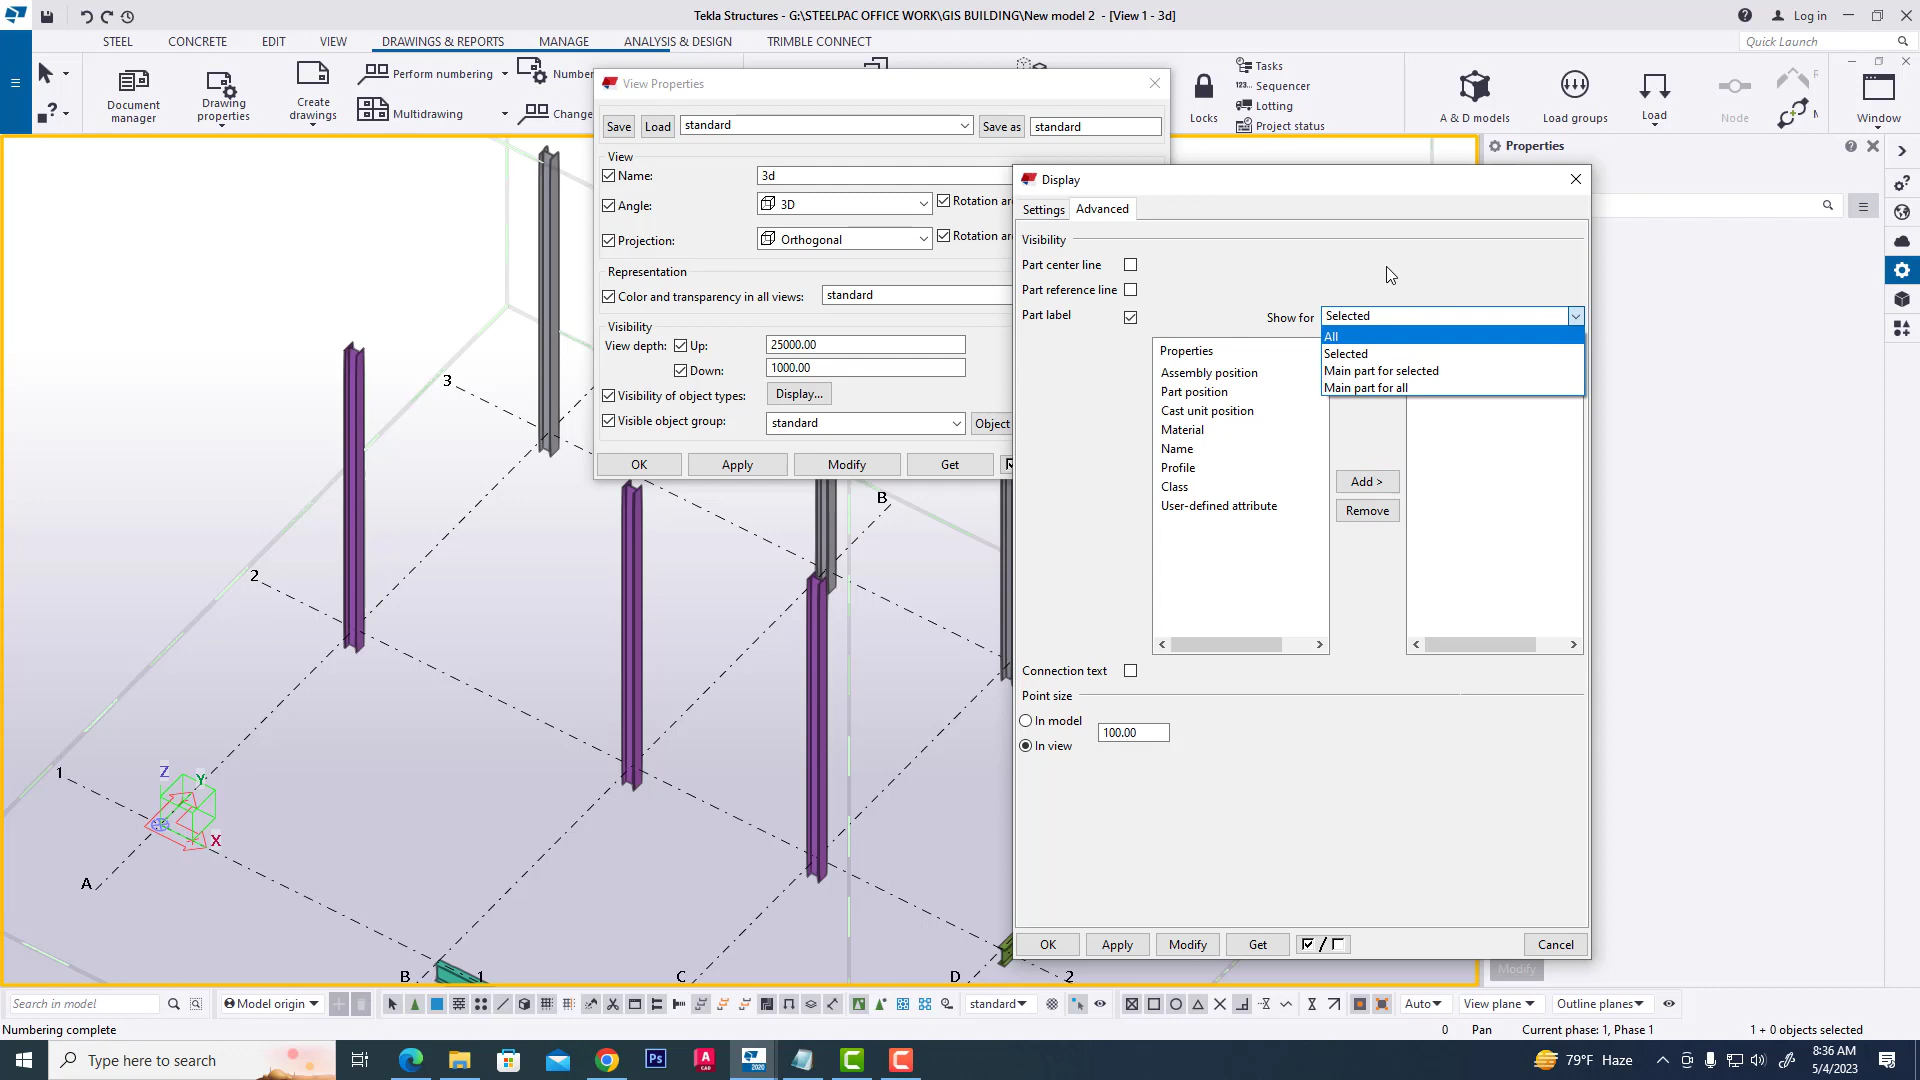 Tekla Structures - G:\STEELPAC OFFICE WORK\GIS BUILDING\New model 2 - [View 1 - 3d]
Log in
STEEL CONCRETE EDIT VIEW DRAWINGS & REPORTS MANAGE ANALYSIS & DESIGN TRIMBLE CONNECT
Quick Launch
Document manager
Drawing properties
Create drawings
Perform numbering
Multidrawing
Change
Locks
Tasks
Sequencer
Lotting
Project status
A & D models
Load groups
Load
Node
Window
View Properties
Save Load standard Save as standard
View
Name: 3d
Angle: 3D
Projection: Orthogonal
Representation
Color and transparency in all views: standard
Visibility
View depth: Up: 25000.00
Down: 1000.00
Visibility of object types: Display...
Visible object group: standard Object
OK Apply Modify Get
Display
Settings Advanced
Visibility
Part center line
Part reference line
Part label
Show for Selected
All
Selected
Main part for selected
Main part for all
Properties
Assembly position
Part position
Cast unit position
Material
Name
Profile
Class
User-defined attribute
Add >
Remove
Connection text
Point size
In model
In view
100.00
OK Apply Modify Get Cancel
Properties
Modify
3
2
1
A
B
B 1
C
D 2
Z
Y
X
Search in model
Model origin
standard
Auto
View plane
Outline planes
Numbering complete
0 Pan Current phase: 1, Phase 1 1 + 0 objects selected
Type here to search
79°F Haze
8:36 AM
5/4/2023